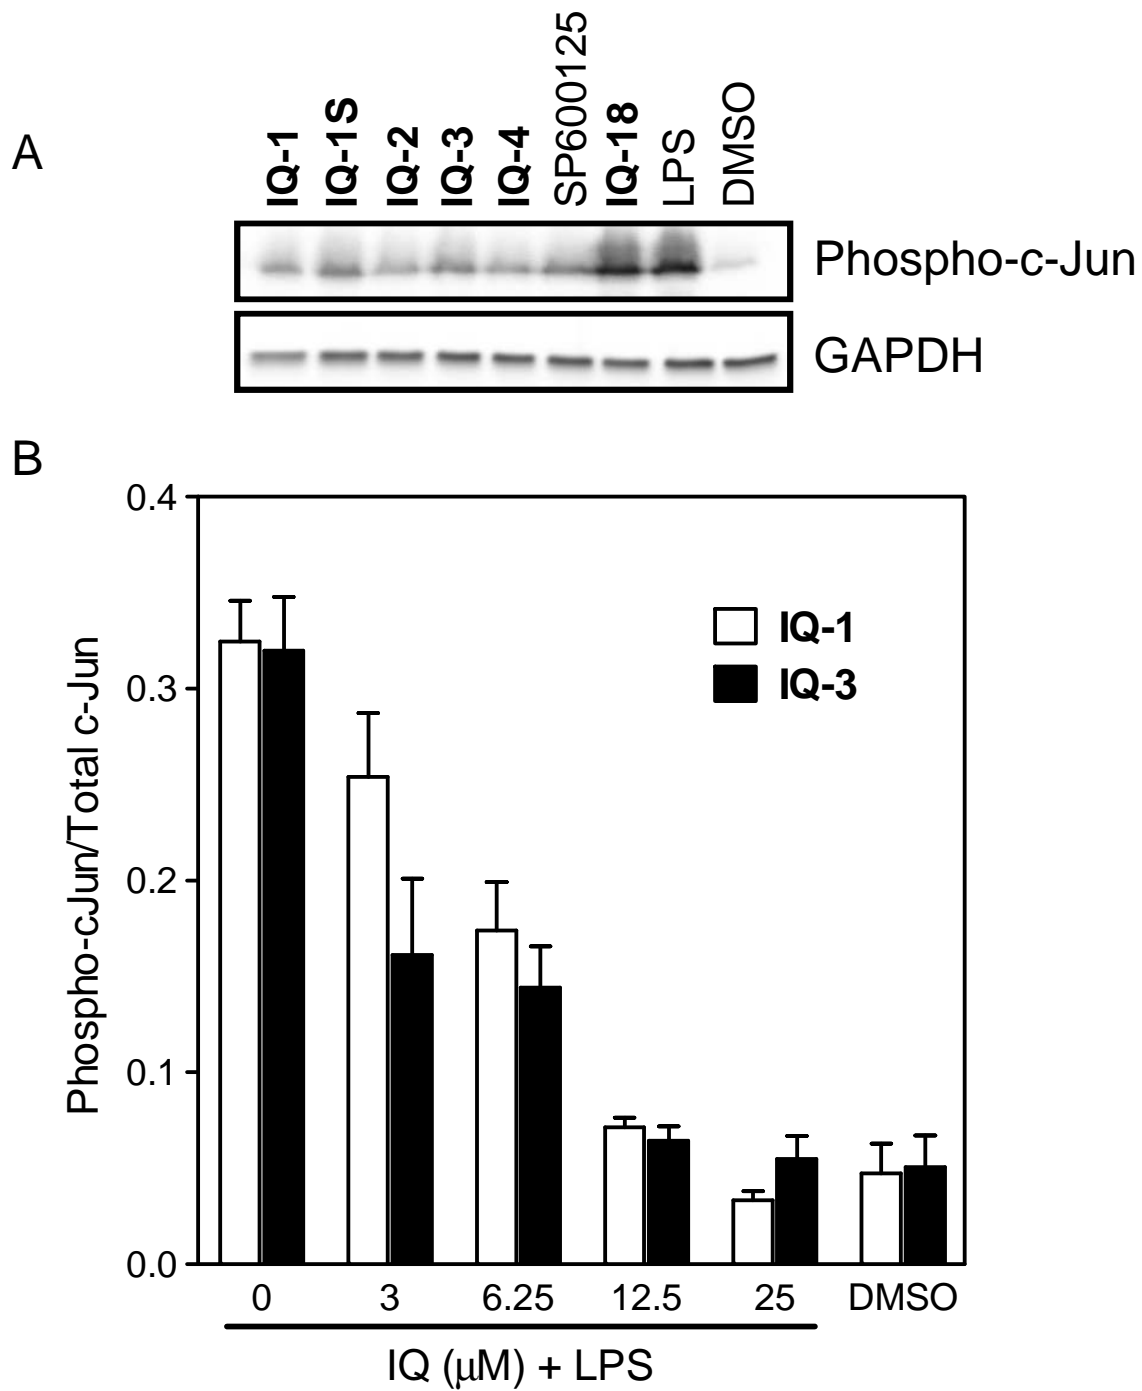 A
IQ-1
IQ-1S
IQ-2
IQ-3
IQ-4
SP600125
IQ-18
LPS
DMSO
Phospho-c-Jun
GAPDH
B
Phospho-cJun/Total c-Jun
0.4
0.3
0.2
0.1
0.0
IQ-1
IQ-3
0 3 6.25 12.5 25 DMSO
IQ (μM) + LPS